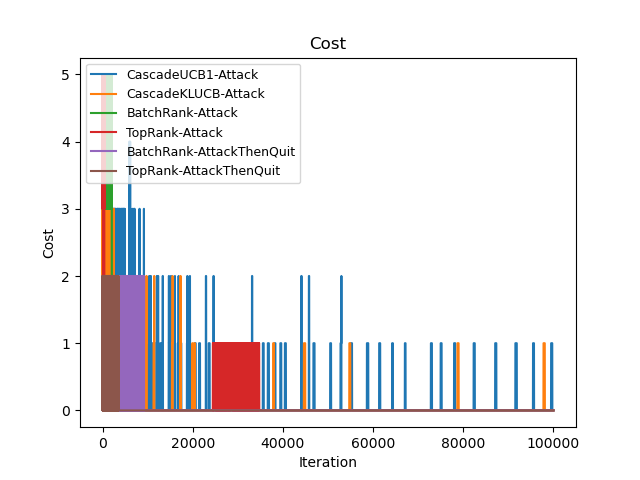 Cost
5
4
3
2
1
0
Cost
CascadeUCB1-Attack
CascadeKLUCB-Attack
BatchRank-Attack
TopRank-Attack
BatchRank-AttackThenQuit
TopRank-AttackThenQuit
0 20000 40000 60000 80000 100000
Iteration